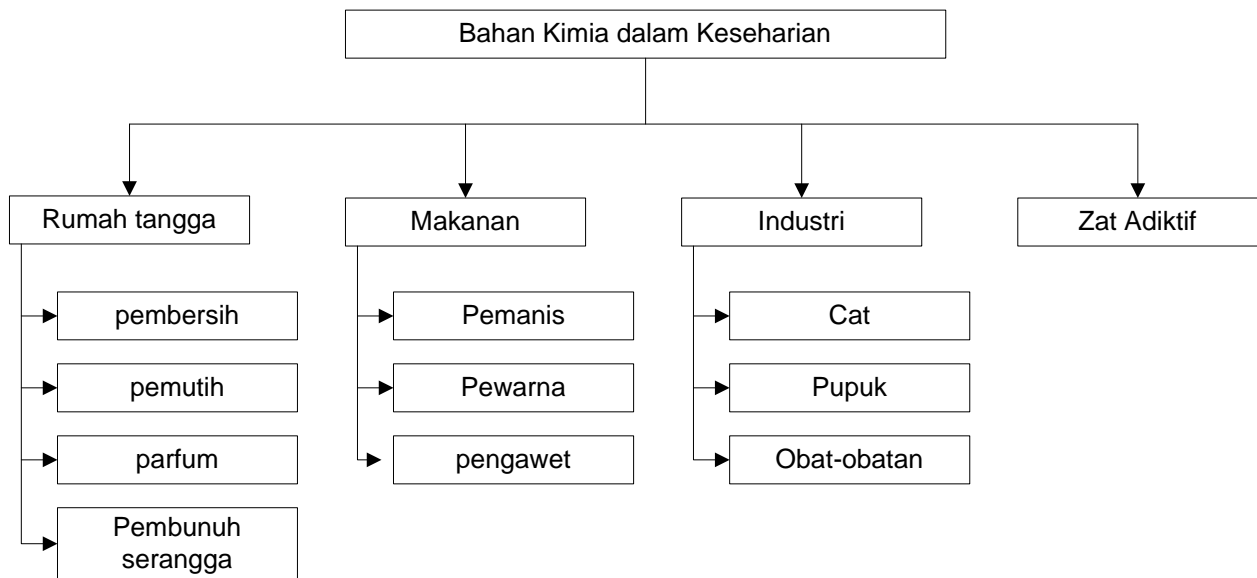 Bahan Kimia dalam Keseharian
Rumah tangga
Makanan
Industri
Zat Adiktif
pembersih
Pemanis
Cat
pemutih
Pewarna
Pupuk
parfum
pengawet
Obat-obatan
Pembunuh
serangga